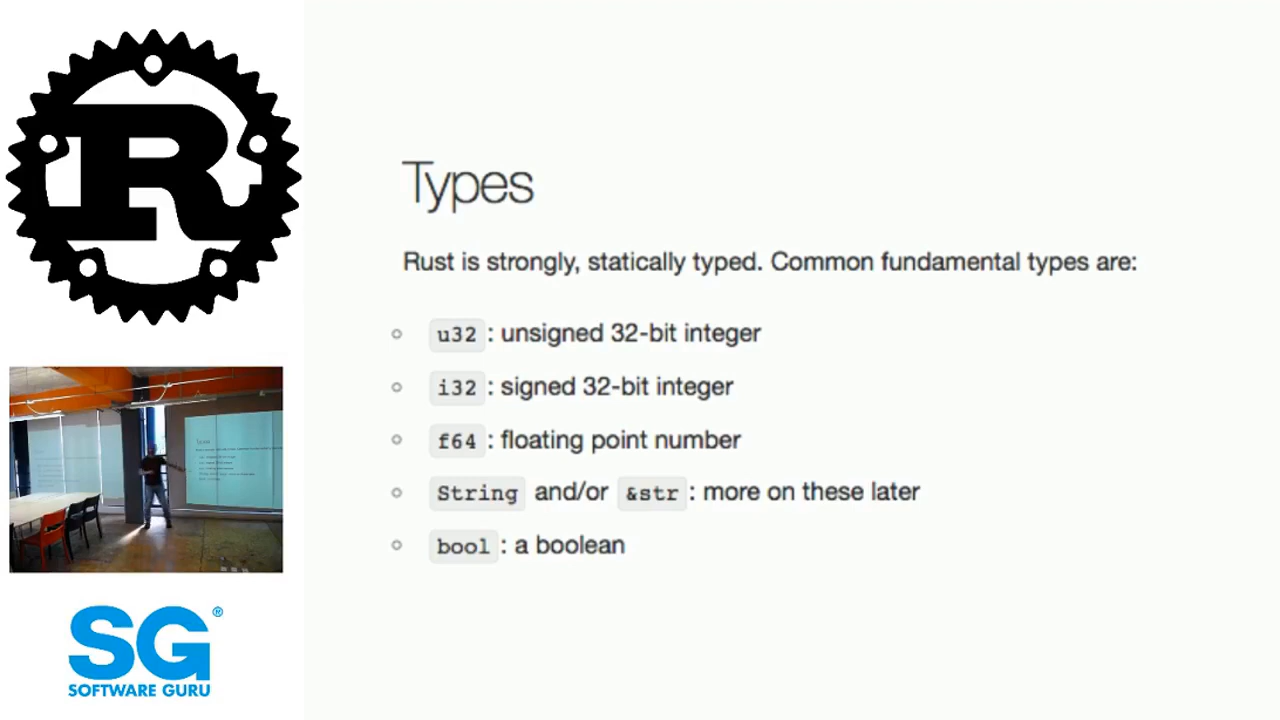 Types
Rust is strongly, statically typed. Common fundamental types are:
u32 : unsigned 32-bit integer
i32 : signed 32-bit integer
f64 : floating point number
String and/or &str : more on these later
bool : a boolean
R
SG®
SOFTWARE GURU